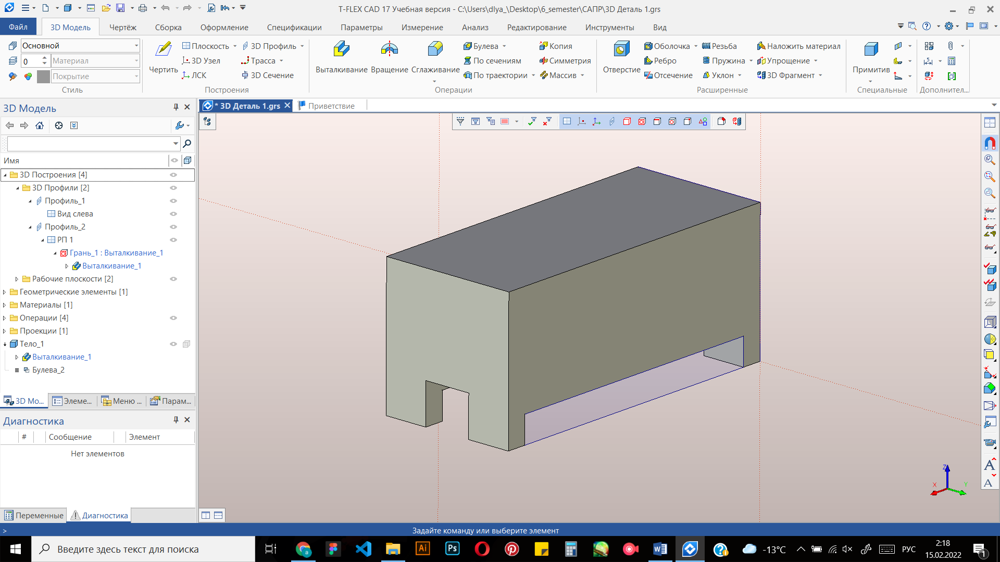 T-FLEX CAD 17 Учебная версия - C:\Users\dlya_\Desktop\6_semester\САПР\3D Деталь 1.grs
Файл
3D Модель
Чертёж
Сборка
Оформление
Спецификации
Параметры
Измерение
Анализ
Редактирование
Инструменты
Вид
Основной
0
Материал
Покрытие
Стиль
Чертить
Плоскость
3D Профиль
3D Узел
Трасса
ЛСК
3D Сечение
Построения
Выталкивание
Вращение
Сглаживание
Булева
Копия
По сечениям
Симметрия
По траектории
Массив
Операции
Отверстие
Оболочка
Резьба
Наложить материал
Ребро
Пружина
Упрощение
Отсечение
Уклон
3D Фрагмент
Расширенные
Примитив
Специальные
Дополнител...
3D Модель
* 3D Деталь 1.grs
Приветствие
Имя
3D Построения [4]
3D Профили [2]
Профиль_1
Вид слева
Профиль_2
РП 1
Грань_1 : Выталкивание_1
Выталкивание_1
Рабочие плоскости [2]
Геометрические элементы [1]
Материалы [1]
Операции [4]
Проекции [1]
Тело_1
Выталкивание_1
Булева_2
3D Мо...
Элеме...
Меню ...
Парам...
Диагностика
#
Сообщение
Элемент
Нет элементов
Переменные
Диагностика
Z
X
Y
>
Задайте команду или выберите элемент
Введите здесь текст для поиска
Ai
Ps
-13°C
РУС
2:18
15.02.2022
1